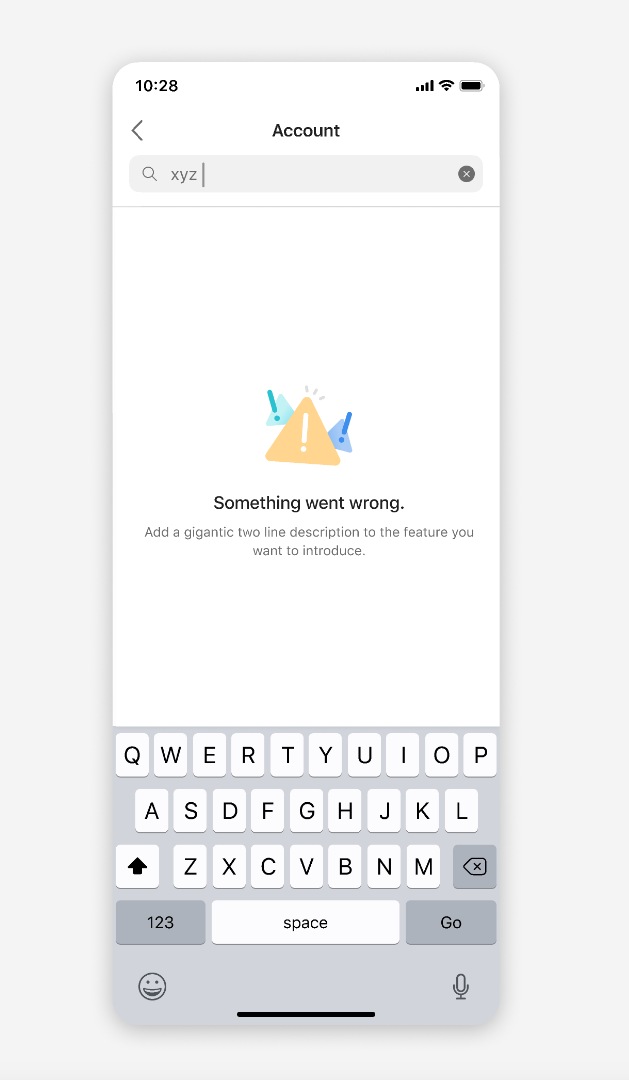 10:28
Account
xyz
Something went wrong.
Add a gigantic two line description to the feature you
want to introduce.
Q W E R T Y U I O P
A S D F G H J K L
Z X C V B N M
123 space Go